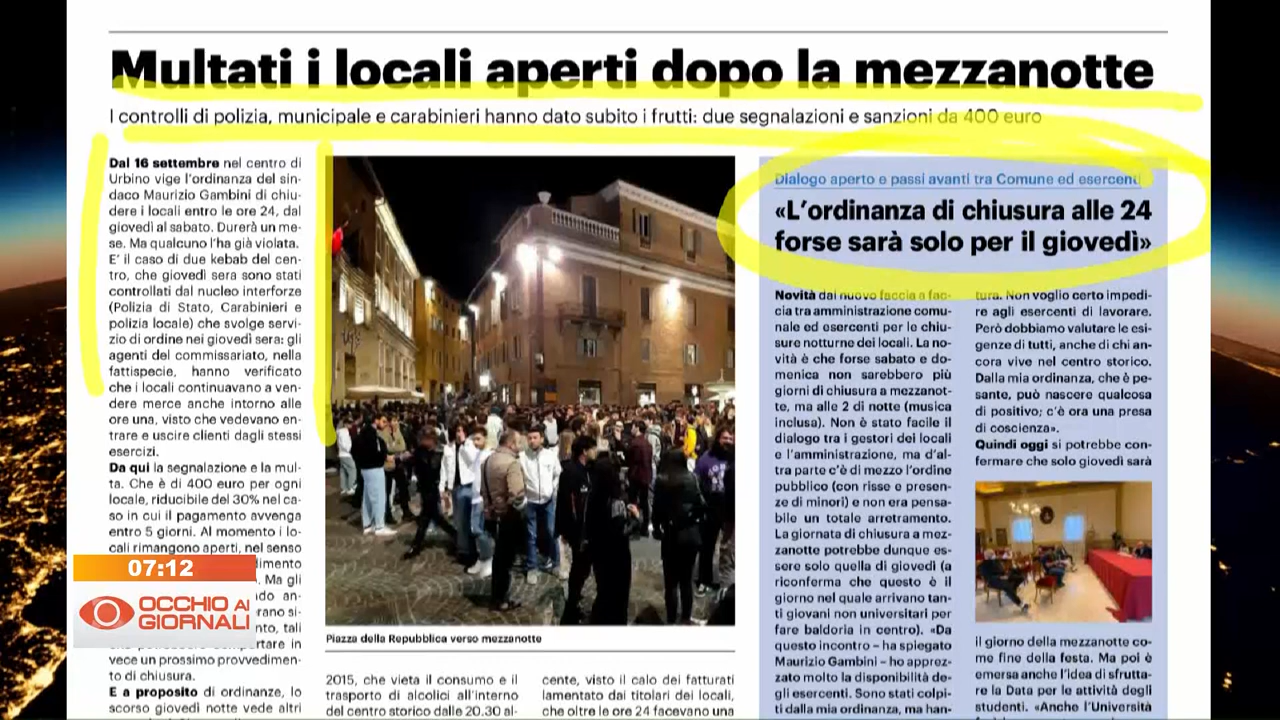 Multati i locali aperti dopo la mezzanotte
I controlli di polizia, municipale e carabinieri hanno dato subito i frutti: due segnalazioni e sanzioni da 400 euro
Dal 16 settembre nel centro di
Urbino vige l'ordinanza del sin-
daco Maurizio Gambini di chiu-
dere i locali entro le ore 24, dal
giovedì al sabato. Durerà un me-
se. Ma qualcuno l'ha già violata.
E' il caso di due kebab del cen-
tro, che giovedì sera sono stati
controllati dal nucleo interforze
(Polizia di Stato, Carabinieri e
polizia locale) che svolge servi-
zio di ordine nei giovedì sera: gli
agenti del commissariato, nella
fattispecie, hanno verificato
che i locali continuavano a ven-
dere merce anche intorno alle
ore una, visto che vedevano en-
trare e uscire clienti dagli stessi
esercizi.
Da qui la segnalazione e la mul-
ta. Che è di 400 euro per ogni
locale, riducibile del 30% nel ca-
so in cui il pagamento avvenga
entro 5 giorni. Al momento i lo-
cali rimangono aperti, nel senso
dimento
. Ma gli
do an-
rano si-
nto, tali
tare in
vece un prossimo provvedimen-
to di chiusura.
E a proposito di ordinanze, lo
scorso giovedì notte vede altri
07:12
OCCHIO AI
GIORNALI
Piazza della Repubblica verso mezzanotte
2015, che vieta il consumo e il
trasporto di alcolici all'interno
del centro storico dalle 20.30 al-
cente, visto il calo dei fatturati
lamentato dai titolari dei locali,
che oltre le ore 24 facevano una
Dialogo aperto e passi avanti tra Comune ed esercenti
«L'ordinanza di chiusura alle 24
forse sarà solo per il giovedì»
Novità dal nuovo faccia a fac-
cia tra amministrazione comu-
nale ed esercenti per le chiu-
sure notturne dei locali. La no-
vità è che forse sabato e do-
menica non sarebbero più
giorni di chiusura a mezzanot-
te, ma alle 2 di notte (musica
inclusa). Non è stato facile il
dialogo tra i gestori dei locali
e l'amministrazione, ma d'al-
tra parte c'è di mezzo l'ordine
pubblico (con risse e presen-
ze di minori) e non era pensa-
bile un totale arretramento.
La giornata di chiusura a mez-
zanotte potrebbe dunque es-
sere solo quella di giovedì (a
riconferma che questo è il
giorno nel quale arrivano tan-
ti giovani non universitari per
fare baldoria in centro). «Da
questo incontro – ha spiegato
Maurizio Gambini – ho apprez-
zato molto la disponibilità de-
gli esercenti. Sono stati colpi-
ti dalla mia ordinanza, ma han-
tura. Non voglio certo impedi-
re agli esercenti di lavorare.
Però dobbiamo valutare le esi-
genze di tutti, anche di chi an-
cora vive nel centro storico.
Dalla mia ordinanza, che è pe-
sante, può nascere qualcosa
di positivo; c'è ora una presa
di coscienza».
Quindi oggi si potrebbe con-
fermare che solo giovedì sarà
il giorno della mezzanotte co-
me fine della festa. Ma poi è
emersa anche l'idea di sfrutta-
re la Data per le attività degli
studenti. «Anche l'Università